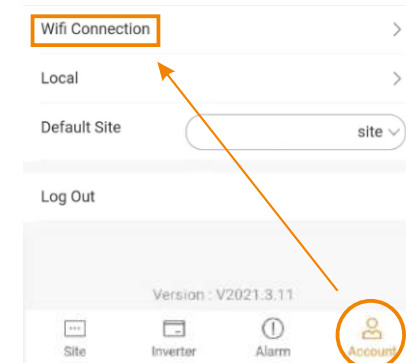 Wifi Connection
Local
Default Site site
Log Out
Version : V2021.3.11
Site Inverter Alarm Account